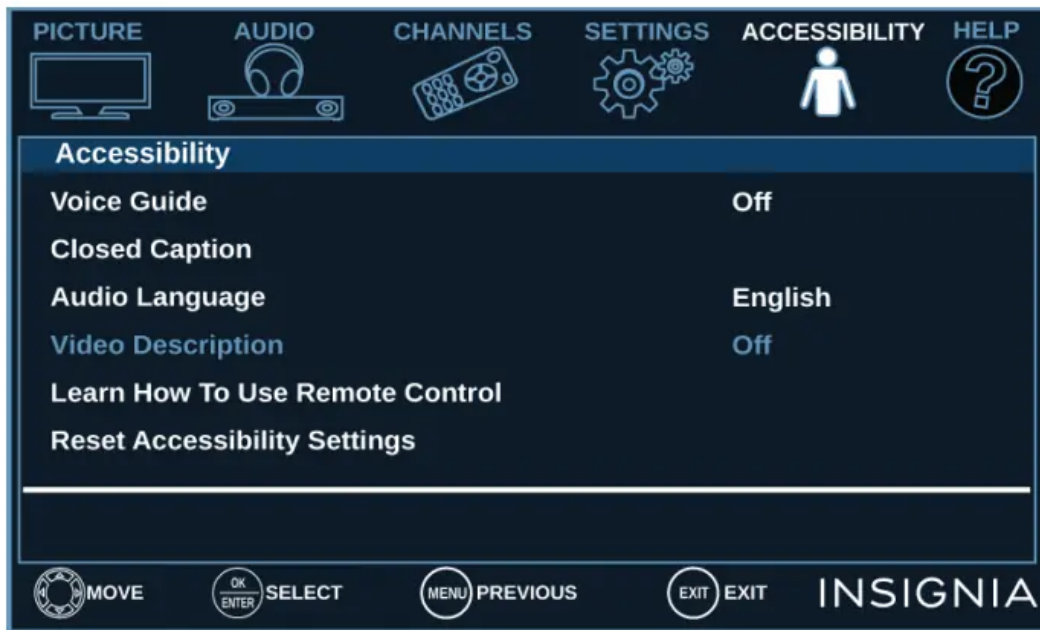 PICTURE AUDIO CHANNELS SETTINGS ACCESSIBILITY HELP
?
Accessibility
Voice Guide Off
Closed Caption
Audio Language English
Video Description Off
Learn How To Use Remote Control
Reset Accessibility Settings
MOVE OK ENTER SELECT MENU PREVIOUS EXIT EXIT INSIGNIA